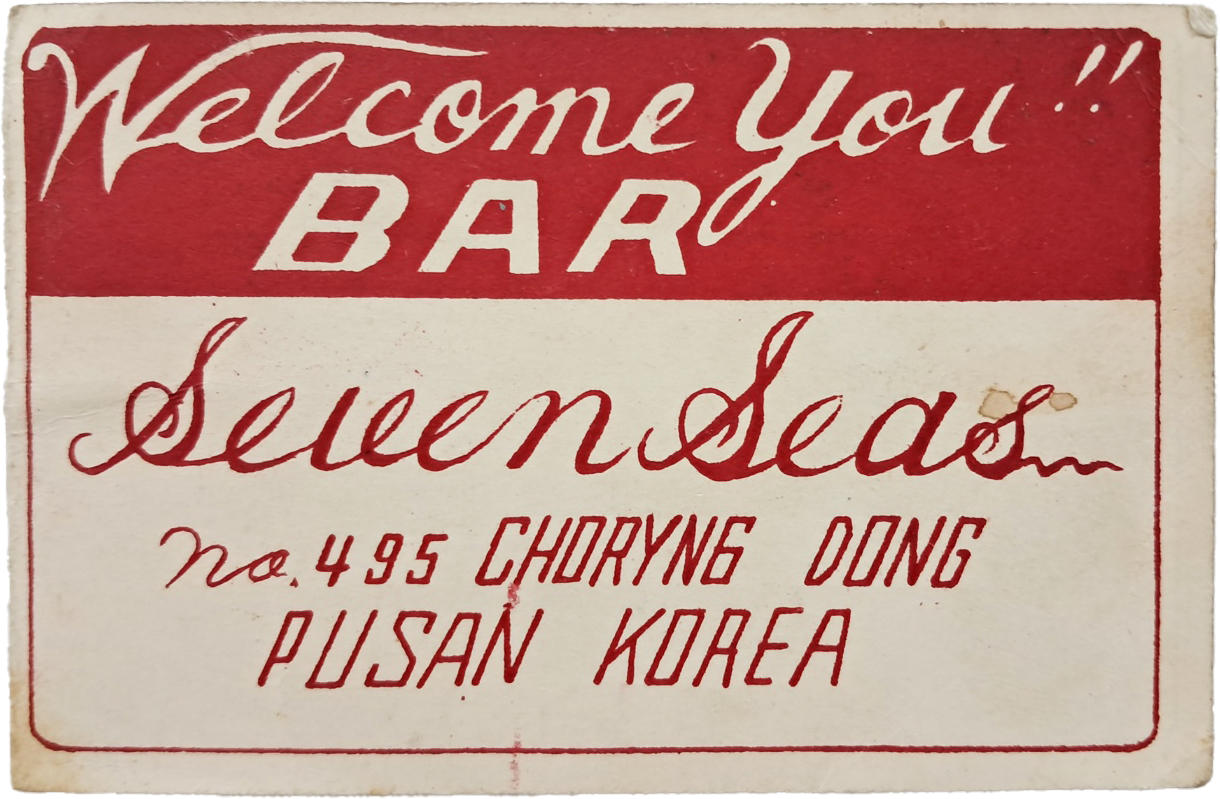 Welcome You!!
BAR
Seven Seas
No. 495 CHORYNG DONG
PUSAN KOREA